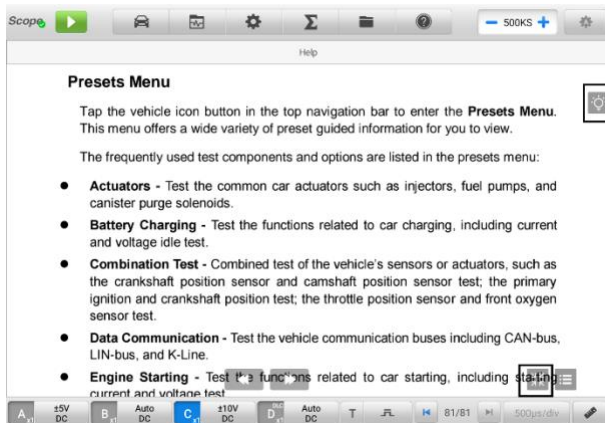 Scope
500KS
Help
Presets Menu
Tap the vehicle icon button in the top navigation bar to enter the Presets Menu.
This menu offers a wide variety of preset guided information for you to view.
The frequently used test components and options are listed in the presets menu:
● Actuators - Test the common car actuators such as injectors, fuel pumps, and
canister purge solenoids.
● Battery Charging - Test the functions related to car charging, including current
and voltage idle test.
● Combination Test - Combined test of the vehicle's sensors or actuators, such as
the crankshaft position sensor and camshaft position sensor test; the primary
ignition and crankshaft position test; the throttle position sensor and front oxygen
sensor test.
● Data Communication - Test the vehicle communication buses including CAN-bus,
LIN-bus, and K-Line.
● Engine Starting - Test the functions related to car starting, including starting
current and voltage test
A x1 ±5V DC B x1 Auto DC C x1 ±10V DC D x1 Auto DC T 81/81 500μs/div